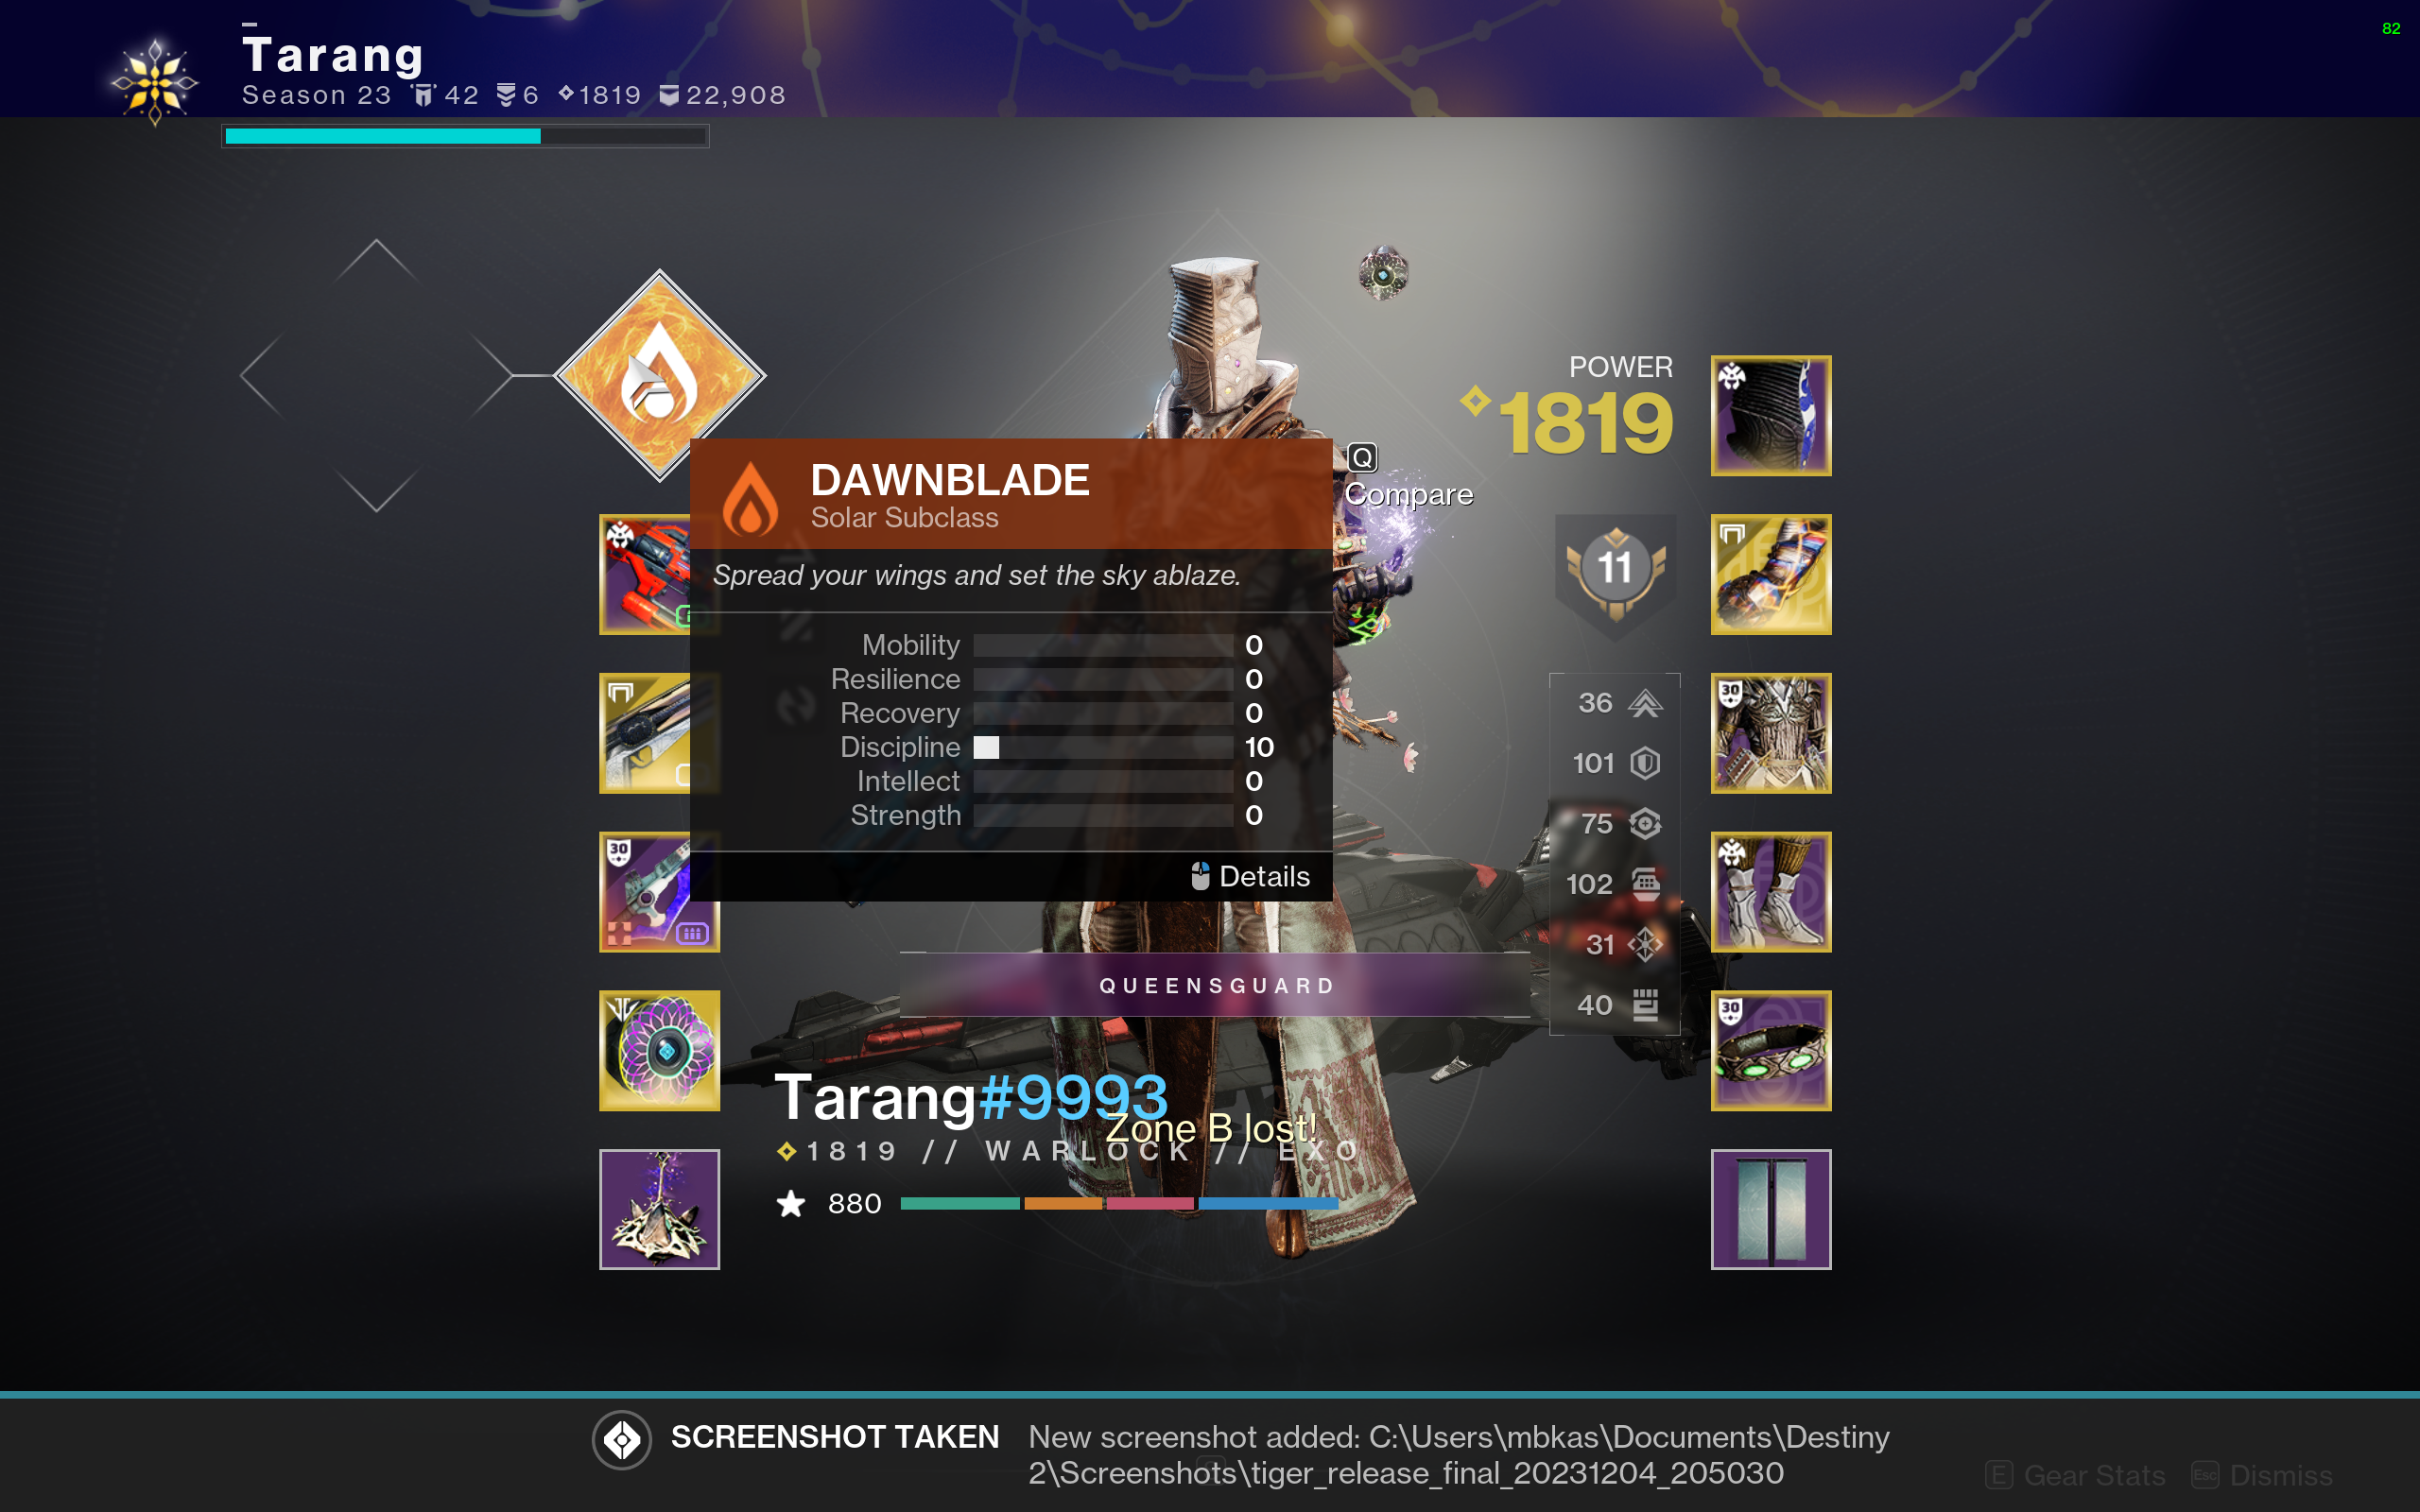 Tarang
82
Season 23 42 6 1819 22,908
POWER
1819
DAWNBLADE
Solar Subclass
Q
Compare
Spread your wings and set the sky ablaze.
11
Mobility 0
Resilience 0
Recovery 0
Discipline 10
Intellect 0
Strength 0
36
101
75
102
31
40
30
30
30
Details
QUEENSGUARD
Tarang#9993
Zone B lost!
1819 // WARLOCK // EXO
880
SCREENSHOT TAKEN
New screenshot added: C:\Users\mbkas\Documents\Destiny
2\Screenshots\tiger_release_final_20231204_205030
E Gear Stats Esc Dismiss